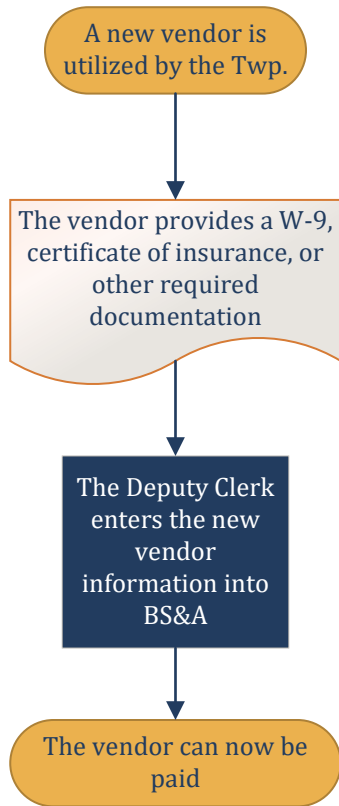 A new vendor is
utilized by the Twp.
The vendor provides a W-9,
certificate of insurance, or
other required
documentation
The Deputy Clerk
enters the new
vendor
information into
BS&A
The vendor can now be
paid